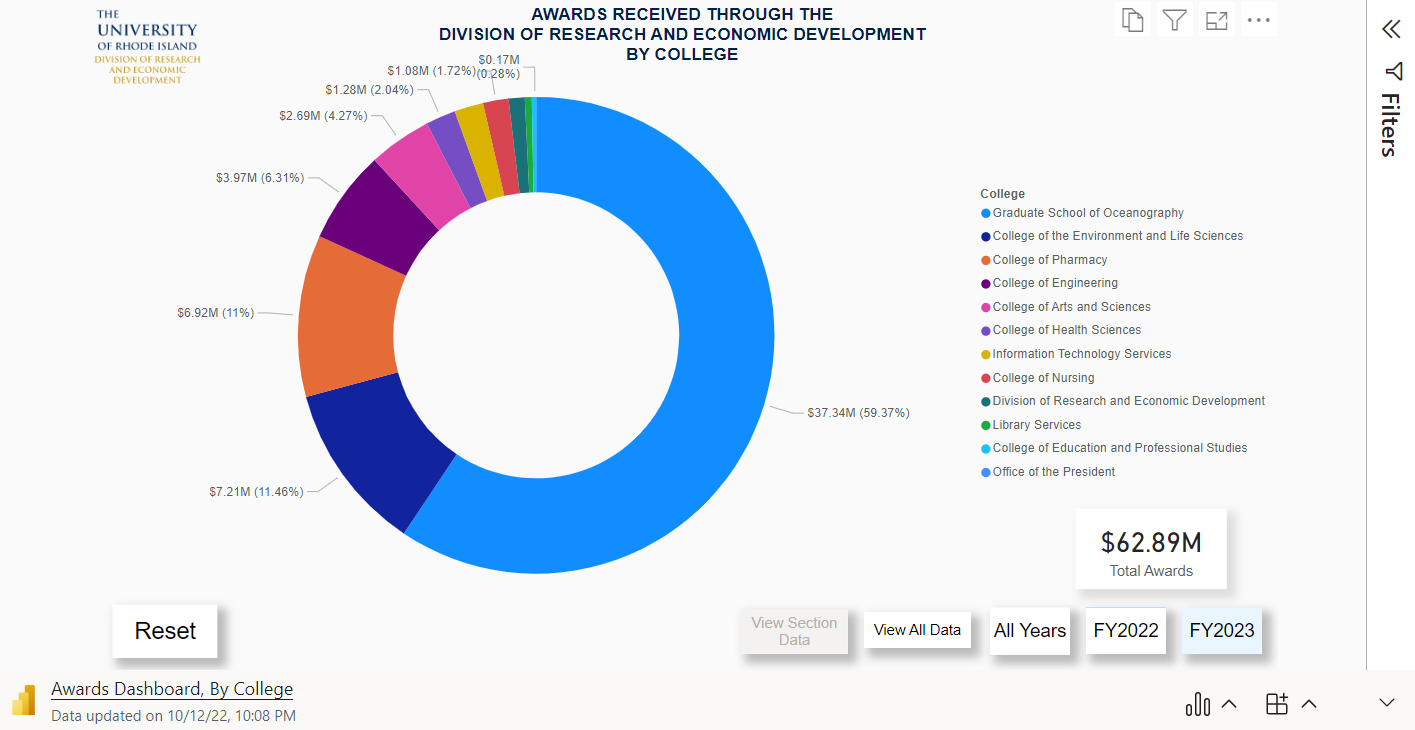 THE
UNIVERSITY
OF RHODE ISLAND
DIVISION OF RESEARCH
AND ECONOMIC
DEVELOPMENT
AWARDS RECEIVED THROUGH THE
DIVISION OF RESEARCH AND ECONOMIC DEVELOPMENT
BY COLLEGE
$0.17M
(0.28%)
$1.08M (1.72%)
$1.28M (2.04%)
$2.69M (4.27%)
$3.97M (6.31%)
$6.92M (11%)
$7.21M (11.46%)
$37.34M (59.37%)
College
Graduate School of Oceanography
College of the Environment and Life Sciences
College of Pharmacy
College of Engineering
College of Arts and Sciences
College of Health Sciences
Information Technology Services
College of Nursing
Division of Research and Economic Development
Library Services
College of Education and Professional Studies
Office of the President
$62.89M
Total Awards
Reset
View Section
Data
View All Data
All Years
FY2022
FY2023
Filters
Awards Dashboard, By College
Data updated on 10/12/22, 10:08 PM